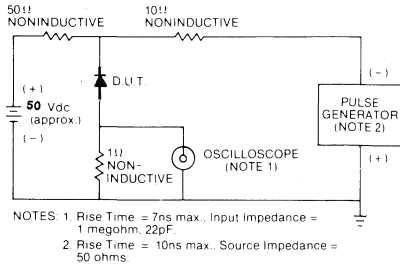 50Ω
NONINDUCTIVE
10Ω
NONINDUCTIVE
(+)
50 Vdc
(approx.)
(−)
D.U.T.
1Ω
NON-
INDUCTIVE
OSCILLOSCOPE
(NOTE 1)
(−)
PULSE
GENERATOR
(NOTE 2)
(+)
NOTES: 1. Rise Time = 7ns max., Input Impedance =
1 megohm, 22pF.
2. Rise Time = 10ns max., Source Impedance =
50 ohms.